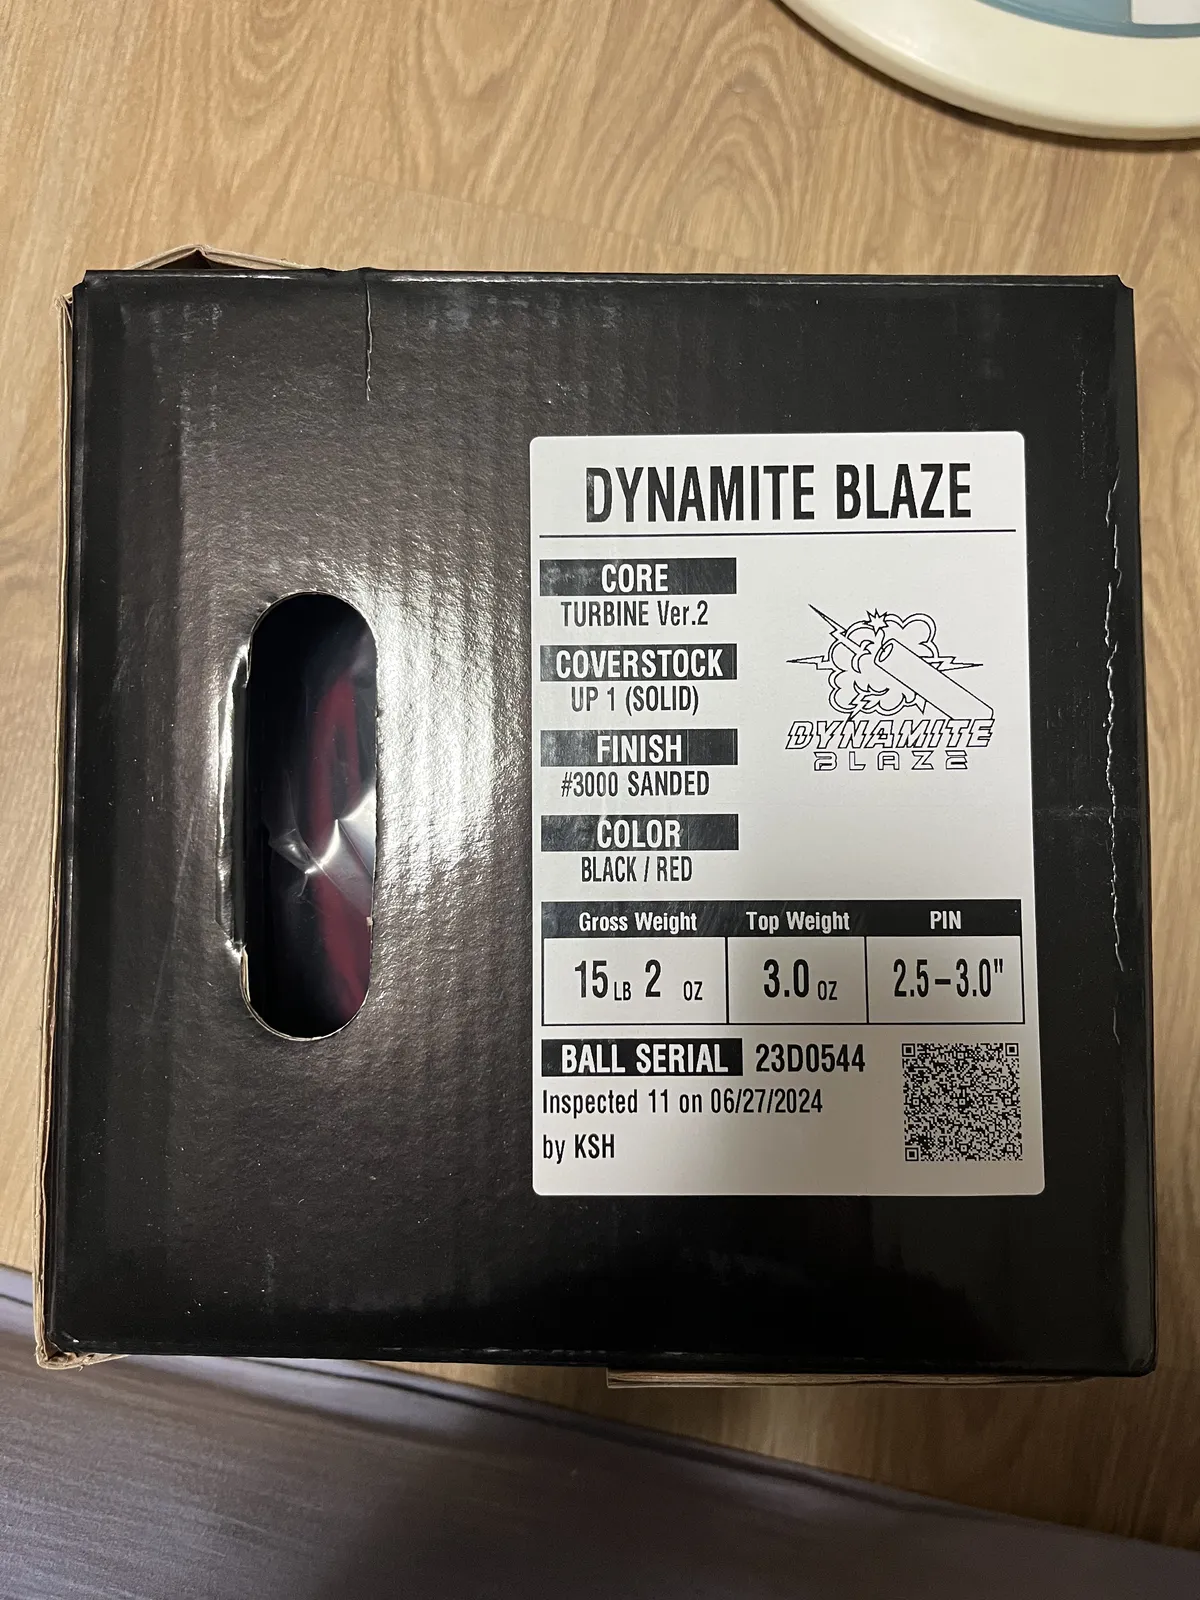 DYNAMITE BLAZE
CORE
TURBINE Ver.2
COVERSTOCK
UP 1 (SOLID)
FINISH
#3000 SANDED
COLOR
BLACK / RED
DYNAMITE
BLAZE
Gross Weight Top Weight PIN
15 LB 2 OZ 3.0 OZ 2.5-3.0"
BALL SERIAL 23D0544
Inspected 11 on 06/27/2024
by KSH